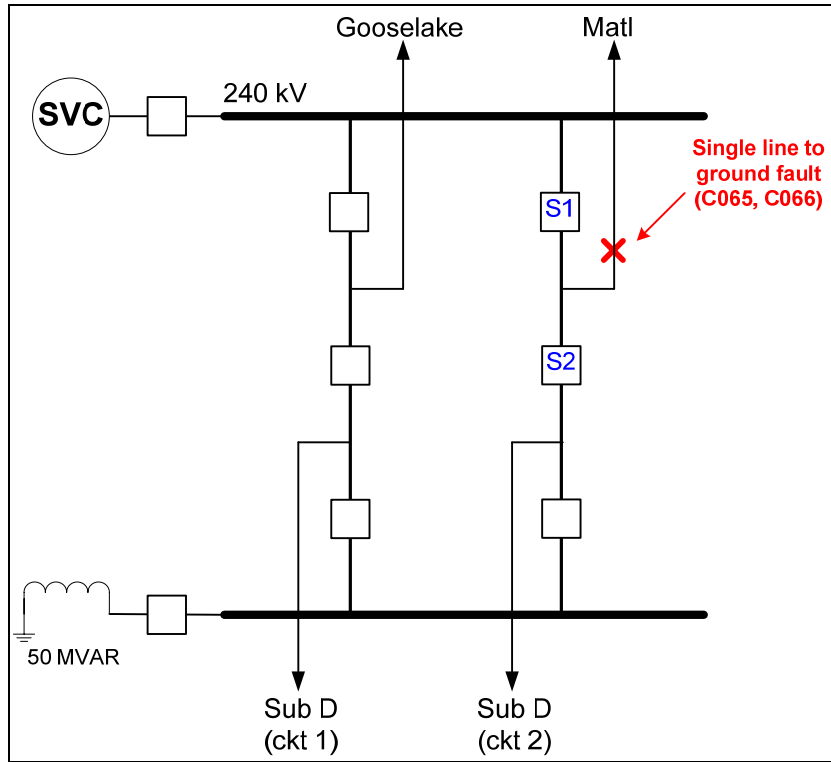 Gooselake
Matl
SVC
240 kV
Single line to
ground fault
(C065, C066)
S1
S2
50 MVAR
Sub D
(ckt 1)
Sub D
(ckt 2)